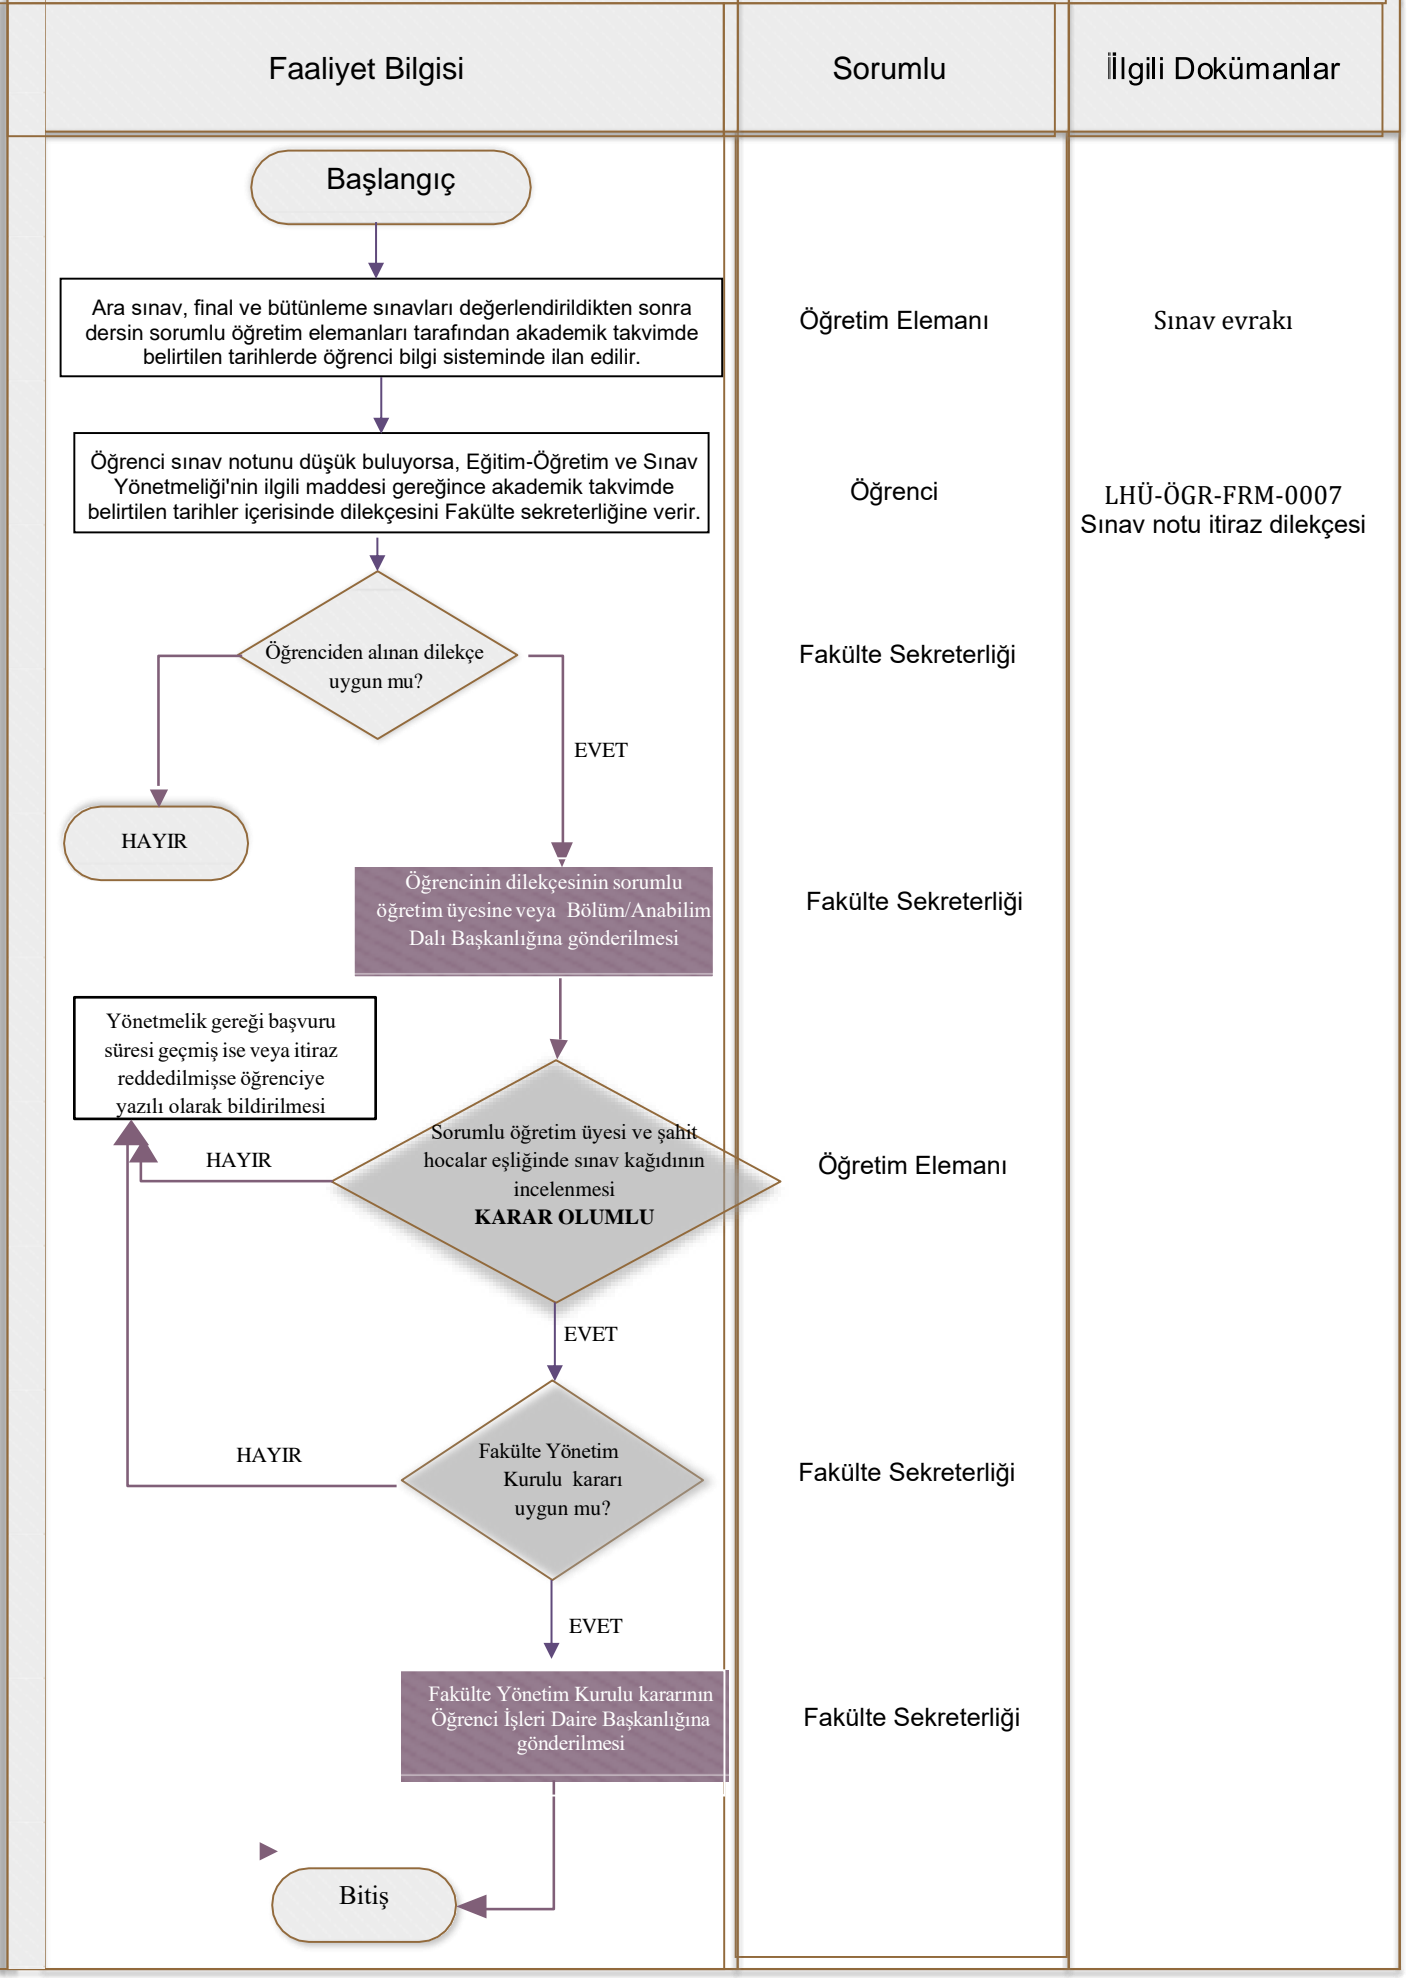 Faaliyet Bilgisi
Sorumlu
İlgili Dokümanlar
Başlangıç
Ara sınav, final ve bütünleme sınavları değerlendirildikten sonra
dersin sorumlu öğretim elemanları tarafından akademik takvimde
belirtilen tarihlerde öğrenci bilgi sisteminde ilan edilir.
Öğretim Elemanı
Sınav evrakı
Öğrenci sınav notunu düşük buluyorsa, Eğitim-Öğretim ve Sınav
Yönetmeliği'nin ilgili maddesi gereğince akademik takvimde
belirtilen tarihler içerisinde dilekçesini Fakülte sekreterliğine verir.
Öğrenci
LHÜ-ÖGR-FRM-0007
Sınav notu itiraz dilekçesi
Öğrenciden alınan dilekçe
uygun mu?
Fakülte Sekreterliği
EVET
HAYIR
Öğrencinin dilekçesinin sorumlu
öğretim üyesine veya Bölüm/Anabilim
Dalı Başkanlığına gönderilmesi
Fakülte Sekreterliği
Yönetmelik gereği başvuru
süresi geçmiş ise veya itiraz
reddedilmişse öğrenciye
yazılı olarak bildirilmesi
HAYIR
Sorumlu öğretim üyesi ve şahit
hocalar eşliğinde sınav kağıdının
incelenmesi
KARAR OLUMLU
Öğretim Elemanı
EVET
HAYIR
Fakülte Yönetim
Kurulu kararı
uygun mu?
Fakülte Sekreterliği
EVET
Fakülte Yönetim Kurulu kararının
Öğrenci İşleri Daire Başkanlığına
gönderilmesi
Fakülte Sekreterliği
Bitiş